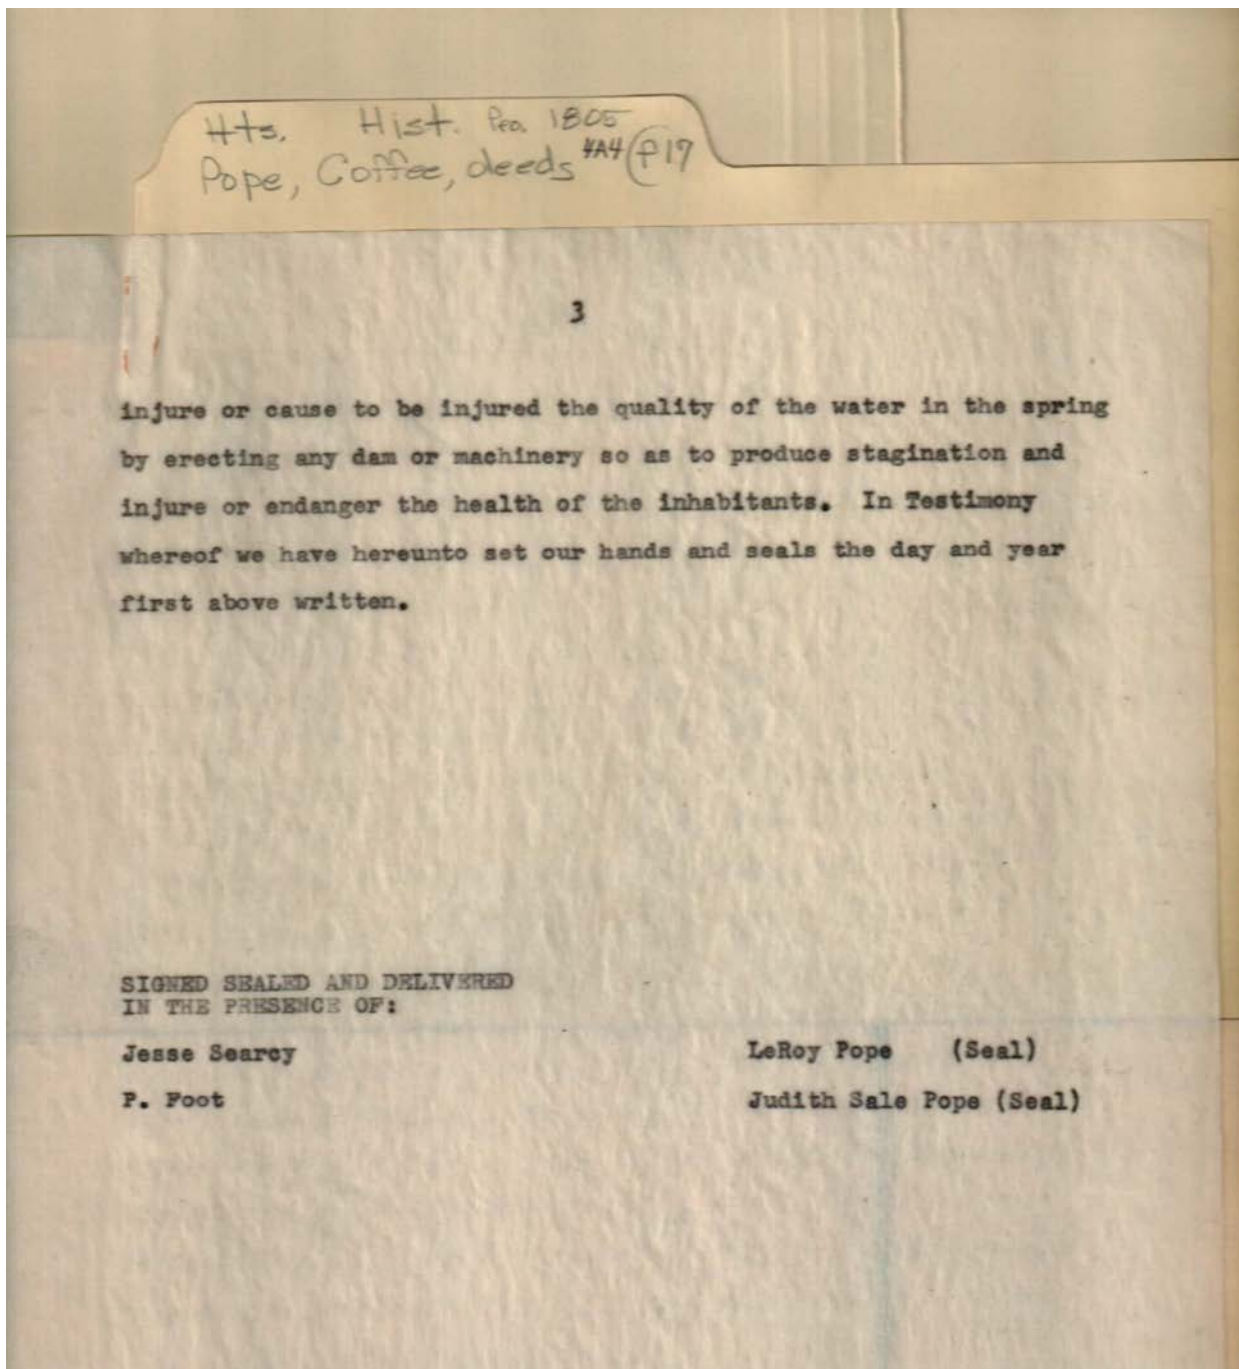 Hts. Hist. 1805
Pope, Coffee, deeds 4A4 P17
3
injure or cause to be injured the quality of the water in the spring
by erecting any dam or machinery so as to produce stagination and
injure or endanger the health of the inhabitants. In Testimony
whereof we have hereunto set our hands and seals the day and year
first above written.
SIGNED SEALED AND DELIVERED
IN THE PRESENCE OF:
Jesse Searcy LeRoy Pope (Seal)
P. Foot Judith Sale Pope (Seal)